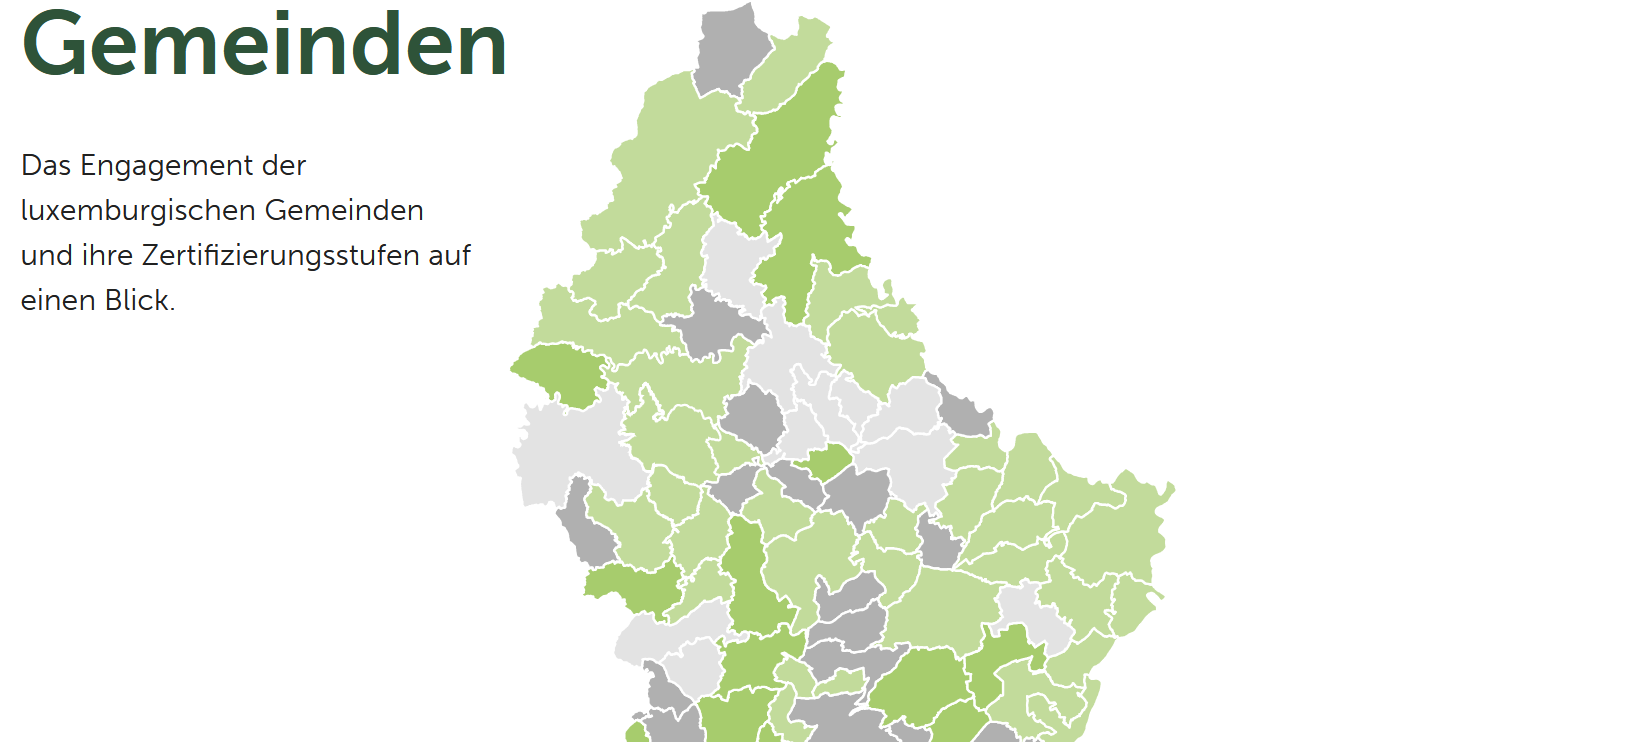 Gemeinden
Das Engagement der
luxemburgischen Gemeinden
und ihre Zertifizierungsstufen auf
einen Blick.